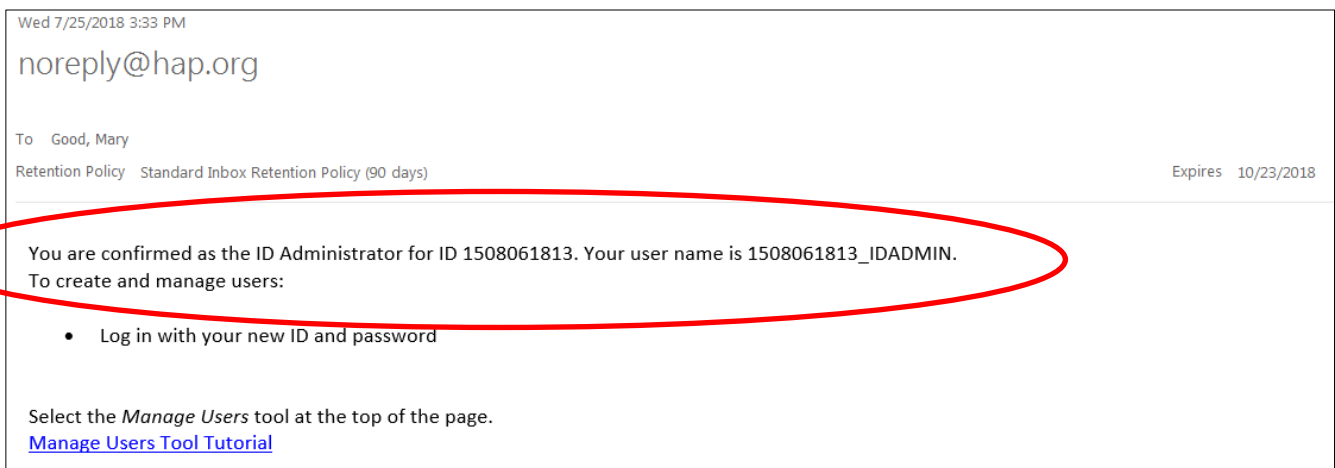 Wed 7/25/2018 3:33 PM
noreply@hap.org
To Good, Mary
Retention Policy Standard Inbox Retention Policy (90 days) Expires 10/23/2018
You are confirmed as the ID Administrator for ID 1508061813. Your user name is 1508061813_IDADMIN.
To create and manage users:
• Log in with your new ID and password
Select the Manage Users tool at the top of the page.
Manage Users Tool Tutorial